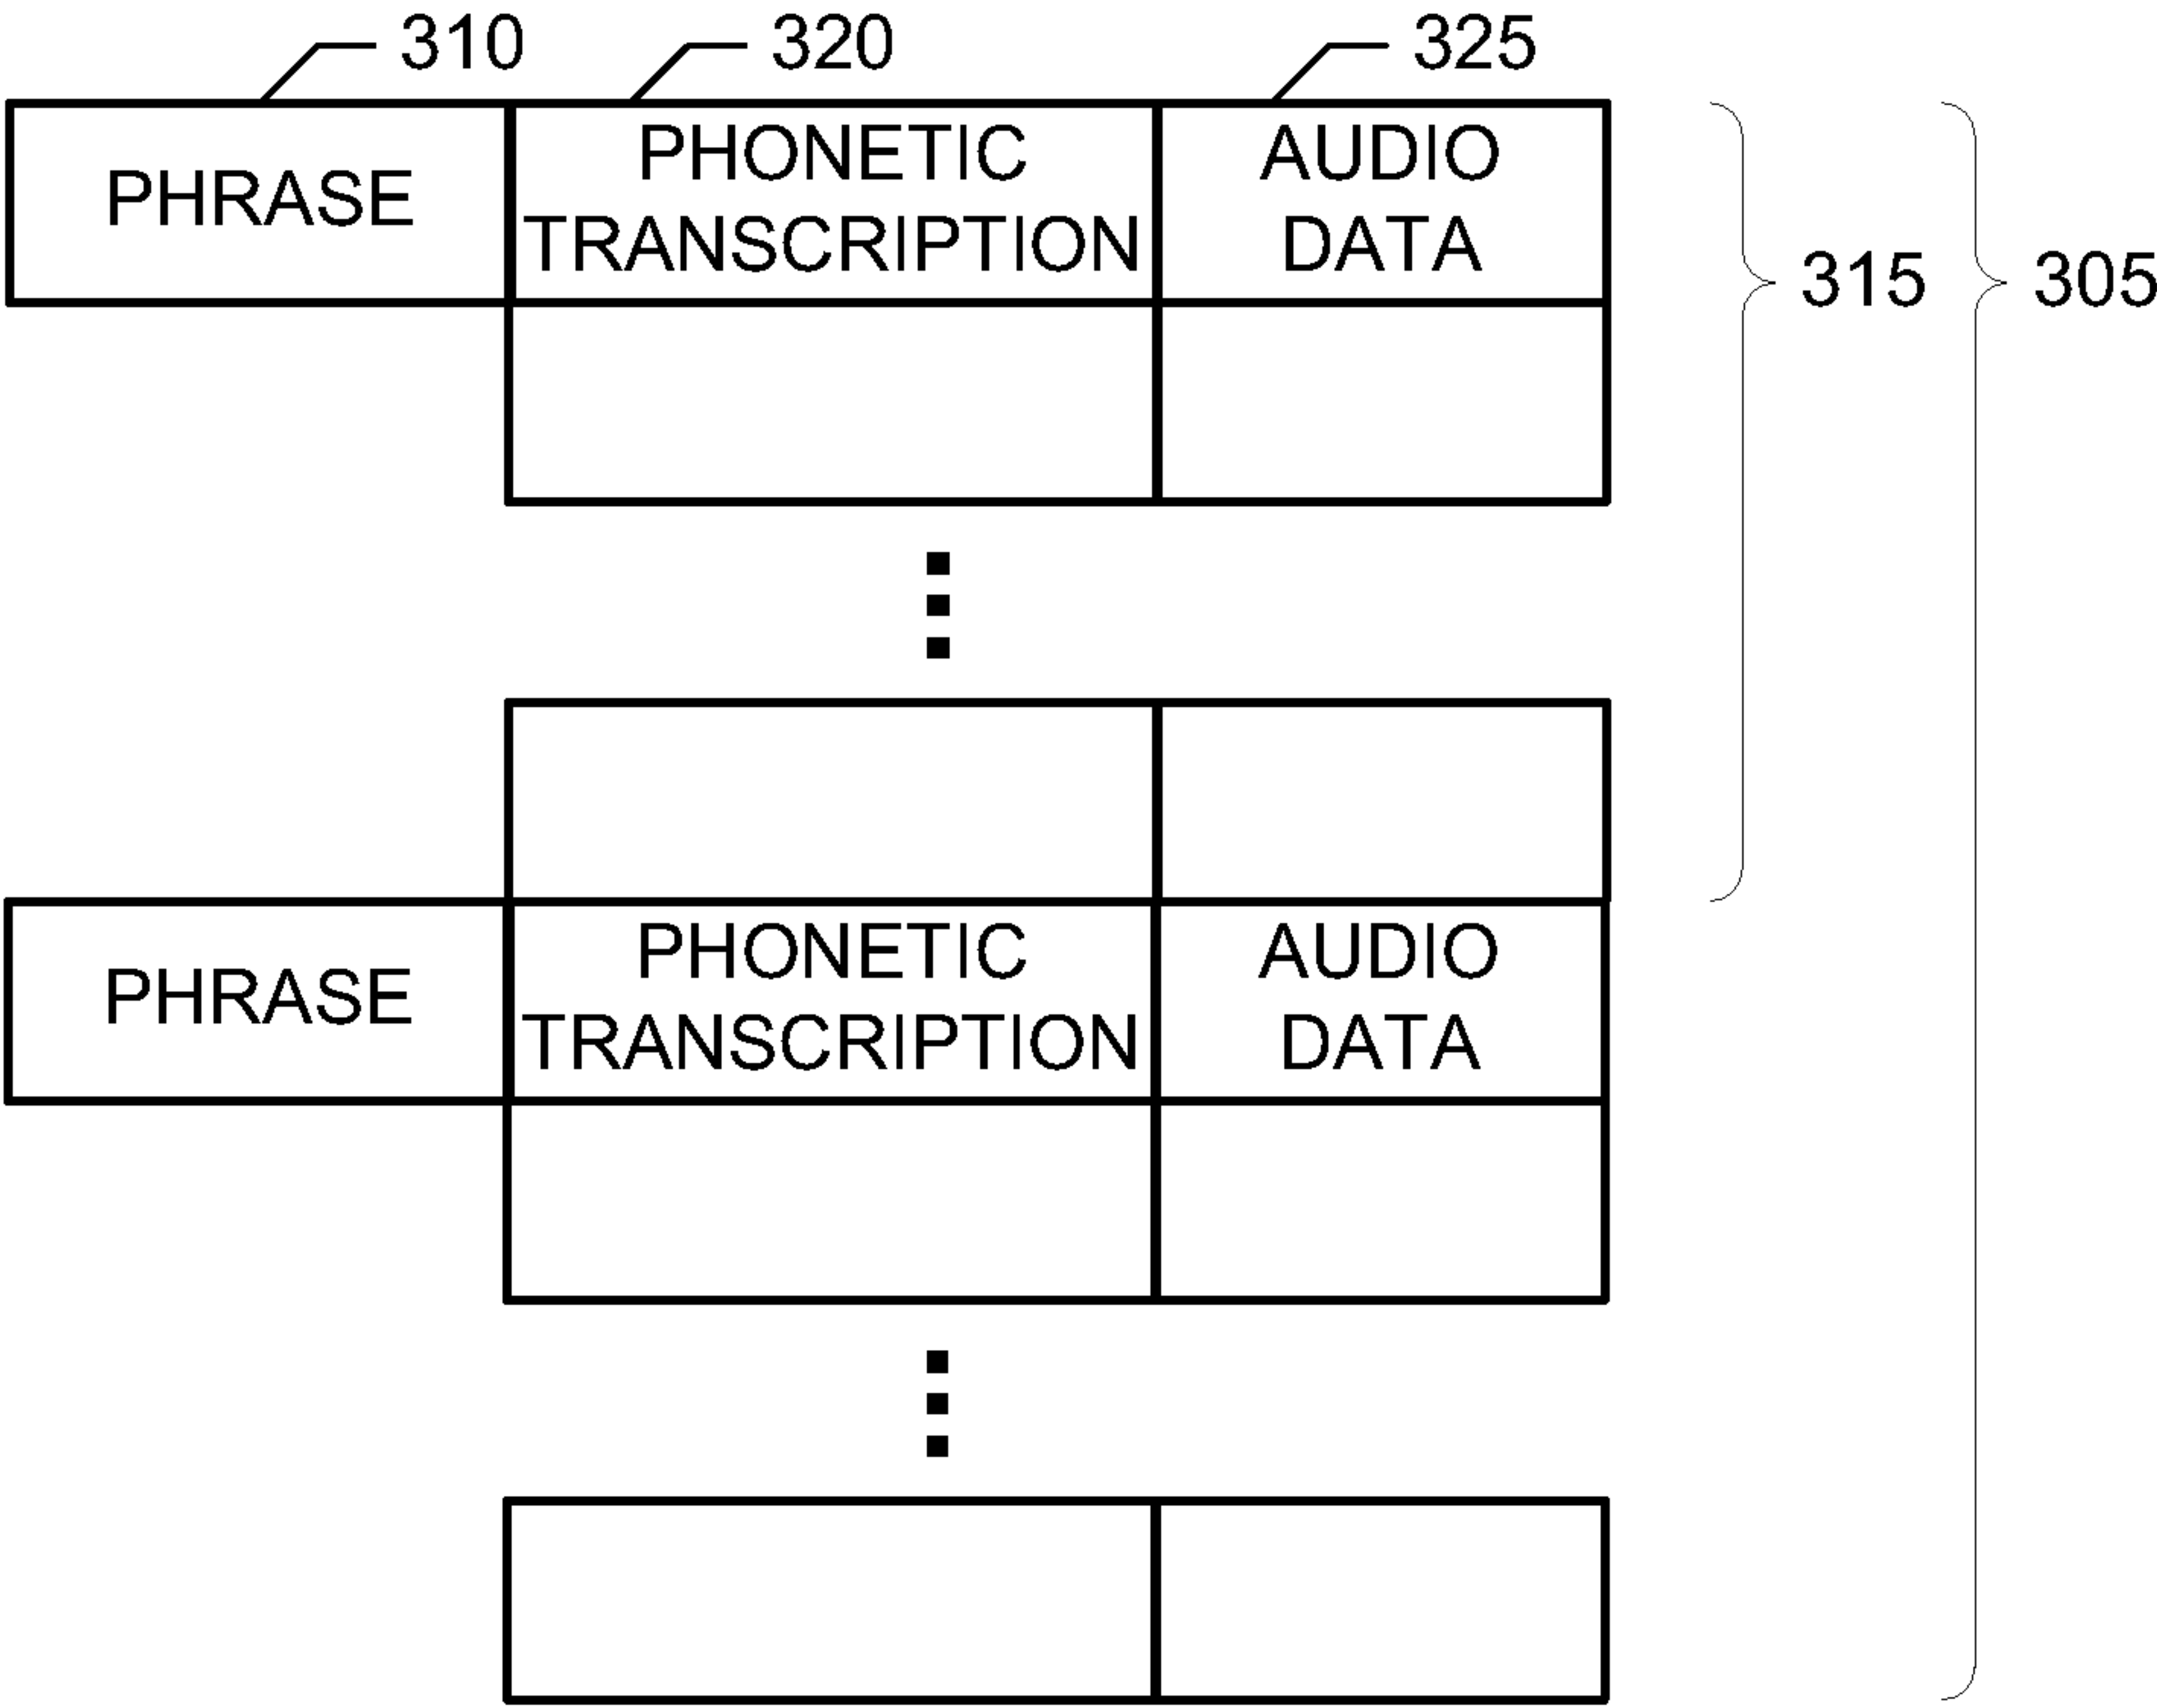 310
320
325
PHRASE
PHONETIC
TRANSCRIPTION
AUDIO
DATA
315
305
PHRASE
PHONETIC
TRANSCRIPTION
AUDIO
DATA